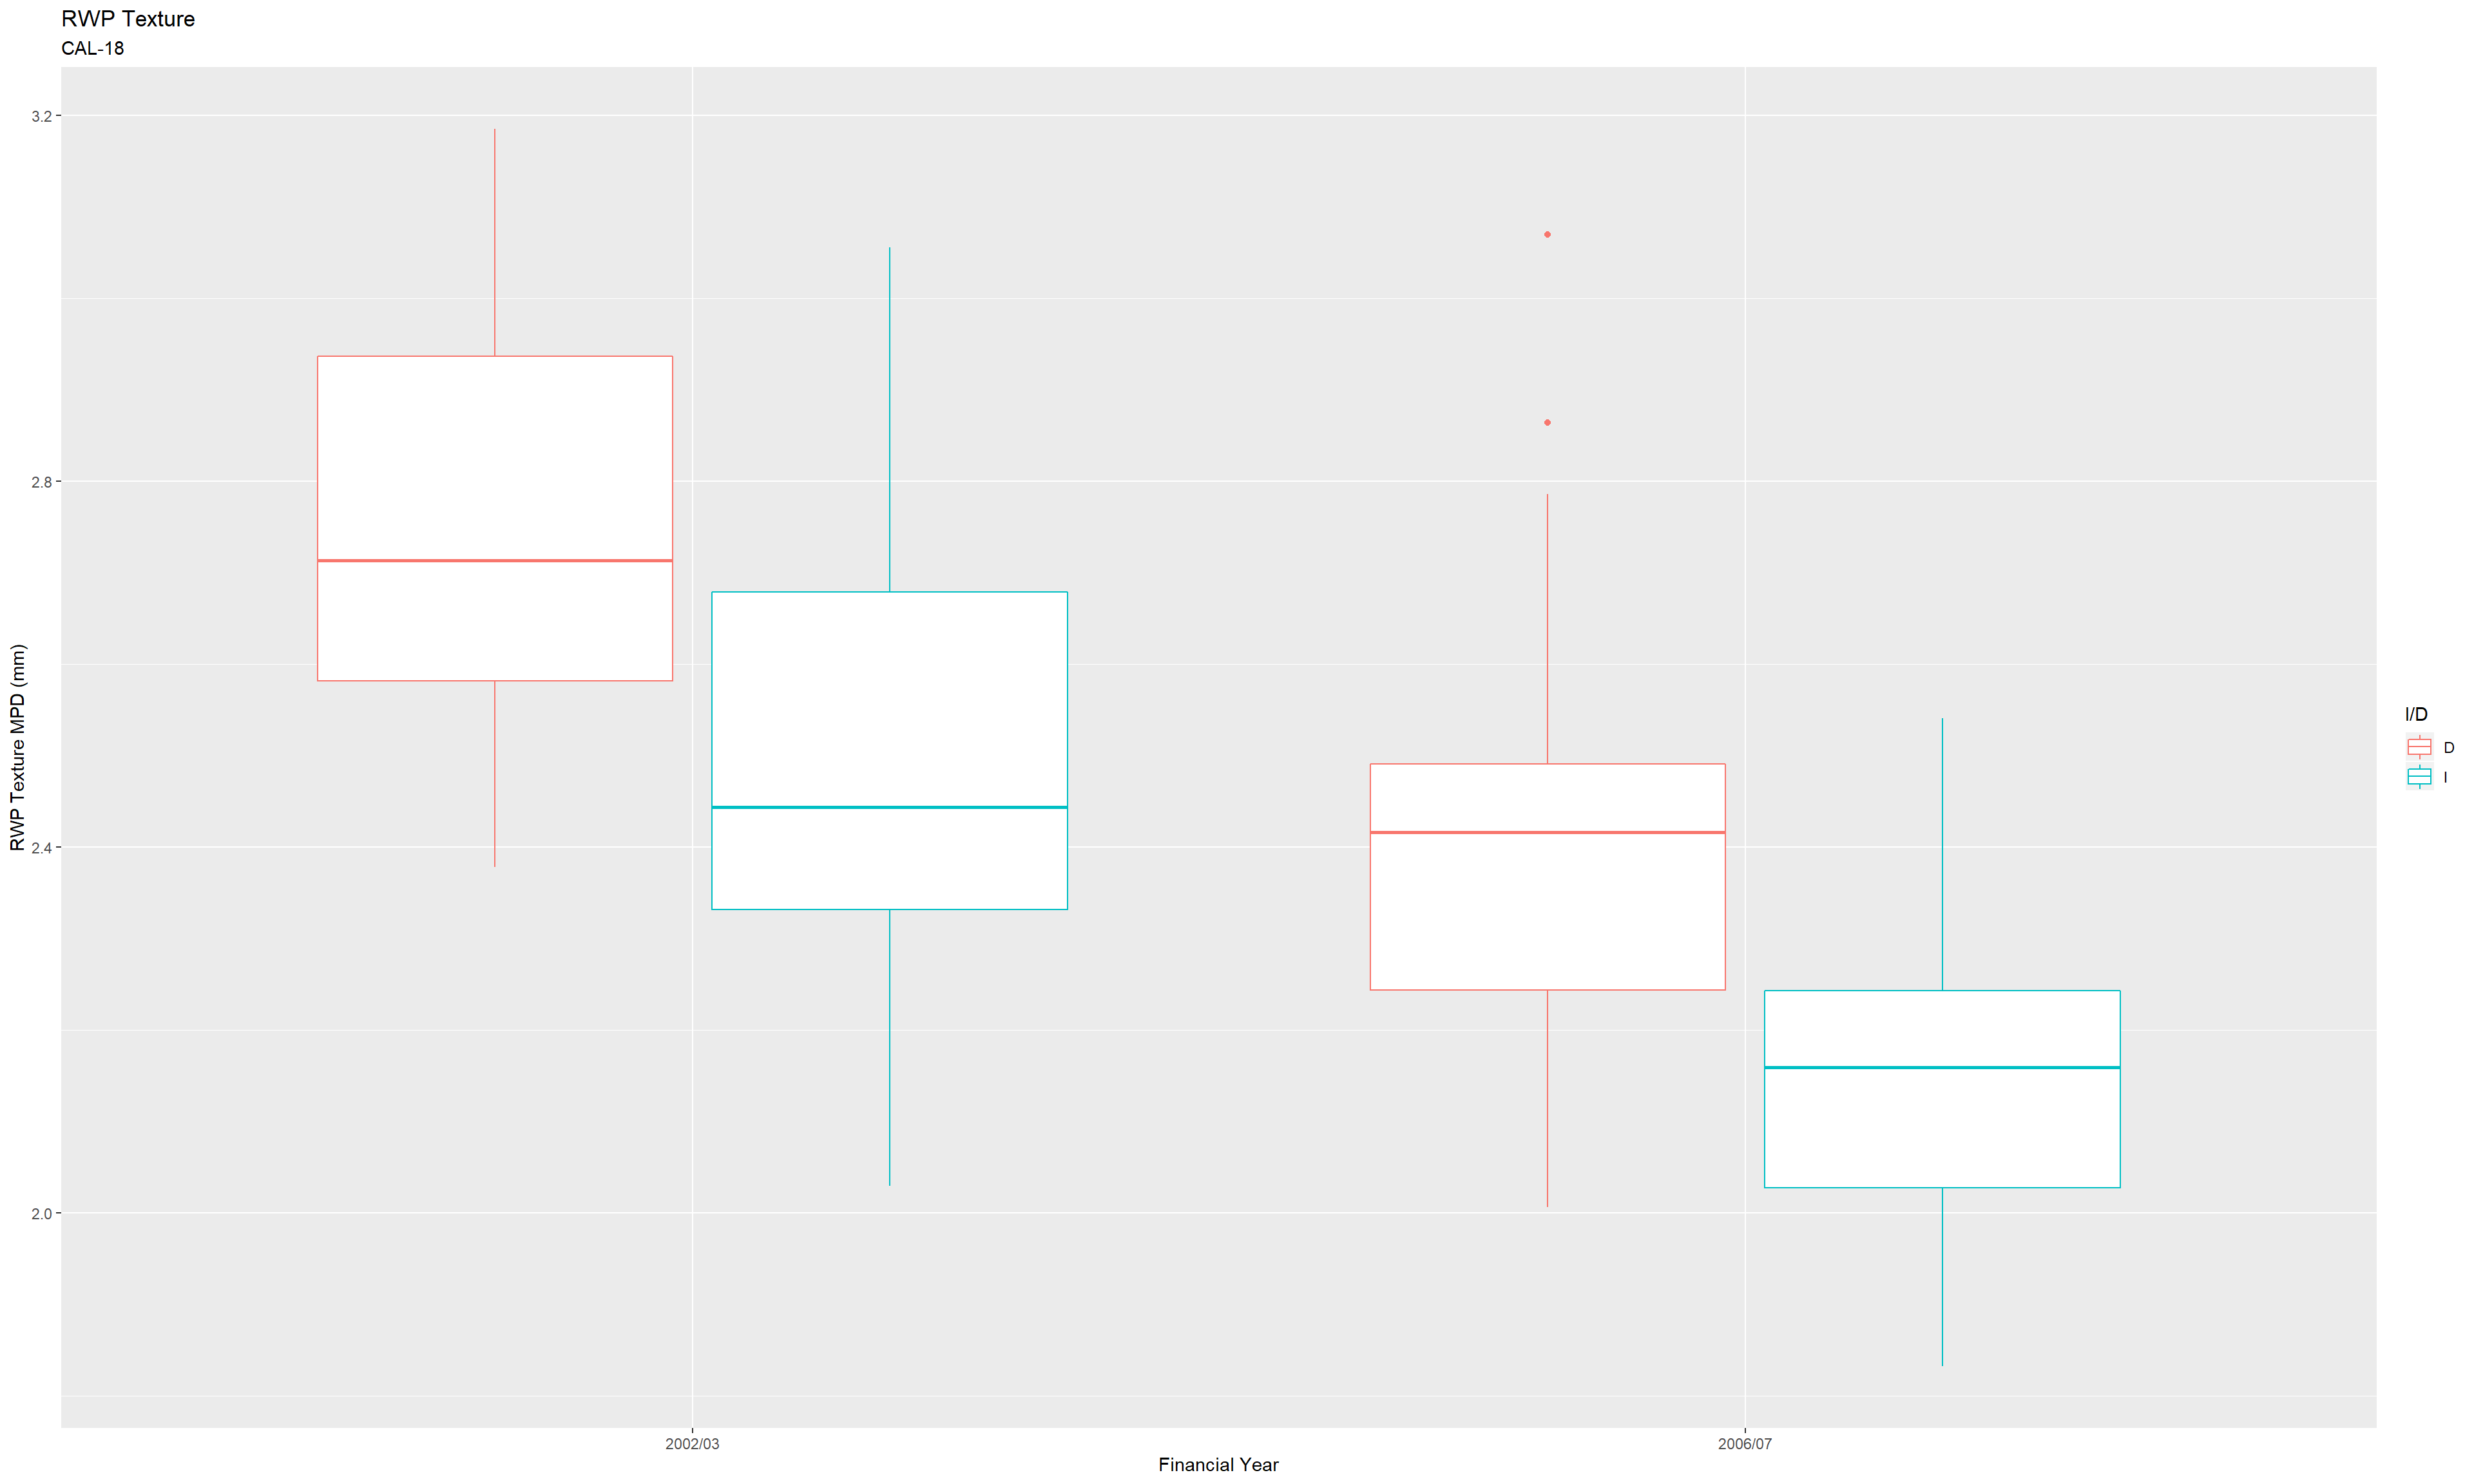 RWP Texture
CAL-18
RWP Texture MPD (mm)
3.2
2.8
2.4
2.0
2002/03
2006/07
Financial Year
I/D
D
I